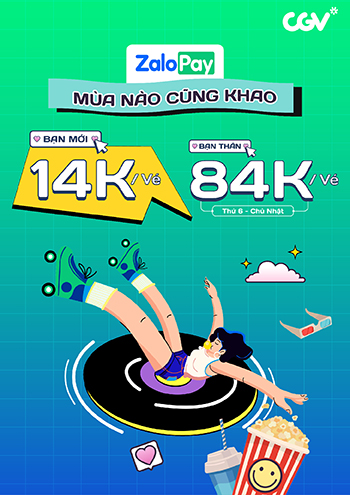 CGV
ZaloPay
MÙA NÀO CŨNG KHAO
BẠN MỚI
14K/Vé
BẠN THÂN
84K/Vé
Thứ 6 - Chủ Nhật